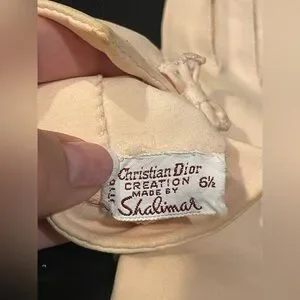 Christian Dior
CREATION 6½
MADE BY
Shalimar